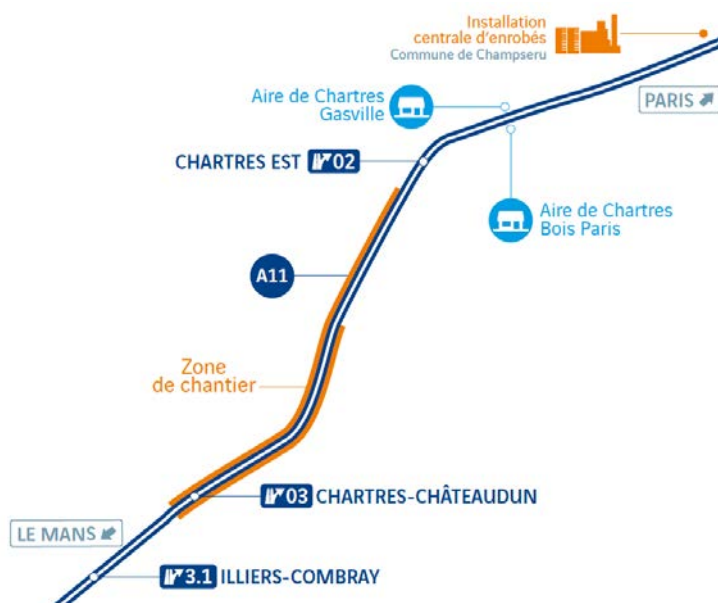 Installation
centrale d'enrobés
Commune de Champseru
PARIS
Aire de Chartres
Gasville
CHARTRES EST 02
Aire de Chartres
Bois Paris
A11
Zone
de chantier
03 CHARTRES-CHÂTEAUDUN
LE MANS
3.1 ILLIERS-COMBRAY